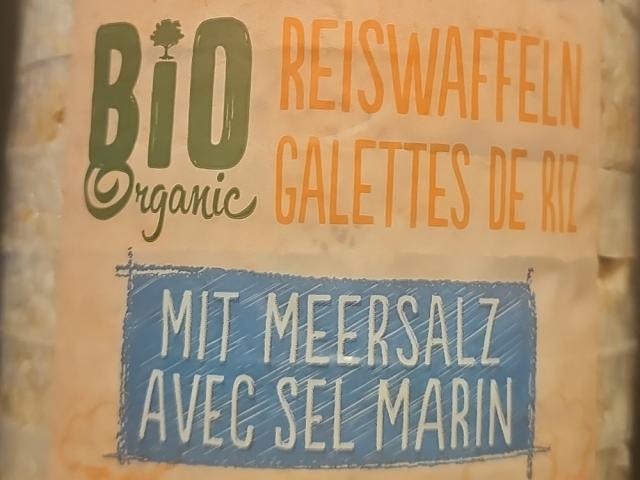 BiO
Organic
REISWAFFELN
GALETTES DE RIZ
MIT MEERSALZ
AVEC SEL MARIN